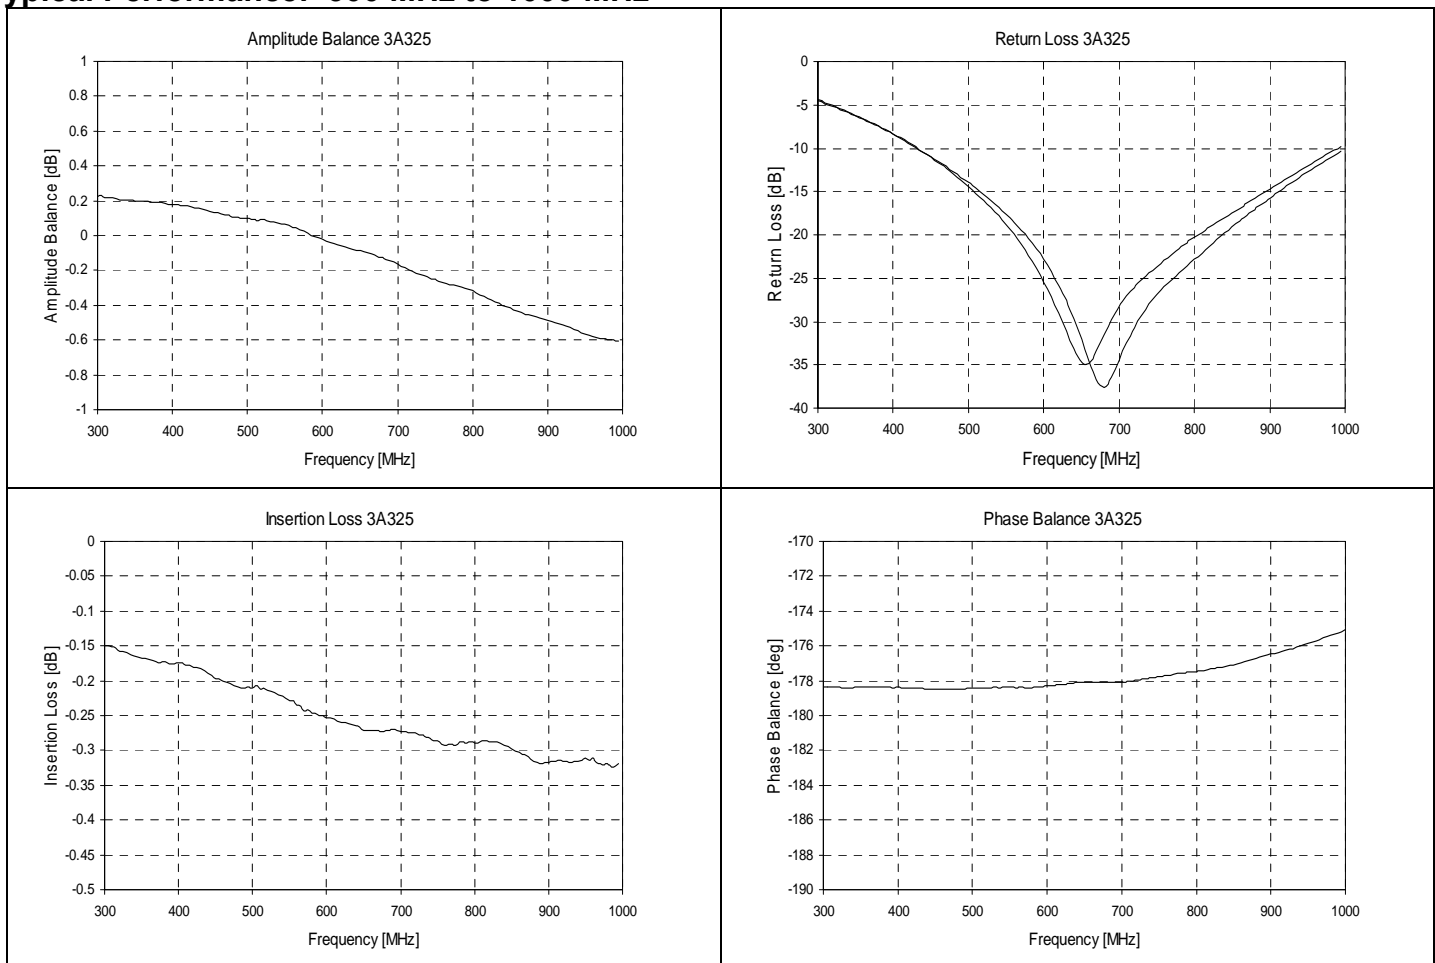 Amplitude Balance 3A325
1
0.8
0.6
0.4
0.2
0
-0.2
-0.4
-0.6
-0.8
-1
Amplitude Balance [dB]
300 400 500 600 700 800 900 1000
Frequency [MHz]
Return Loss 3A325
0
-5
-10
-15
-20
-25
-30
-35
-40
Return Loss [dB]
300 400 500 600 700 800 900 1000
Frequency [MHz]
Insertion Loss 3A325
0
-0.05
-0.1
-0.15
-0.2
-0.25
-0.3
-0.35
-0.4
-0.45
-0.5
Insertion Loss [dB]
300 400 500 600 700 800 900 1000
Frequency [MHz]
Phase Balance 3A325
-170
-172
-174
-176
-178
-180
-182
-184
-186
-188
-190
Phase Balance [deg]
300 400 500 600 700 800 900 1000
Frequency [MHz]